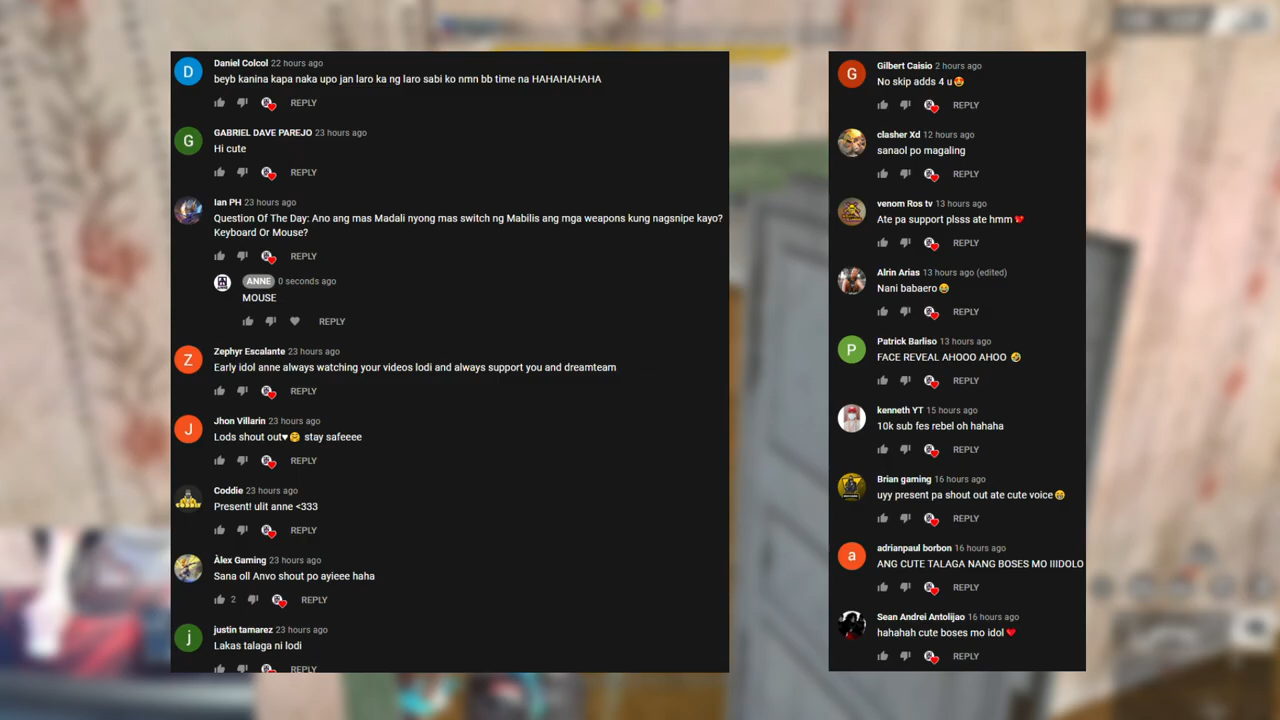 D
Daniel Colcol 22 hours ago
beyb kanina kapa naka upo jan laro ka ng laro sabi ko nmn bb time na HAHAHAHAHA
REPLY
G
GABRIEL DAVE PAREJO 23 hours ago
Hi cute
REPLY
Ian PH 23 hours ago
Question Of The Day: Ano ang mas Madali nyong mas switch ng Mabilis ang mga weapons kung nagsnipe kayo?
Keyboard Or Mouse?
REPLY
ANNE 0 seconds ago
MOUSE
REPLY
Z
Zephyr Escalante 23 hours ago
Early idol anne always watching your videos lodi and always support you and dreamteam
REPLY
J
Jhon Villarin 23 hours ago
Lods shout out♥🤗 stay safeeee
REPLY
Coddie 23 hours ago
Present! ulit anne <333
REPLY
Àlex Gaming 23 hours ago
Sana oll Anvo shout po ayieee haha
2 REPLY
j
justin tamarez 23 hours ago
Lakas talaga ni lodi
REPLY
G
Gilbert Caisio 2 hours ago
No skip adds 4 u😍
REPLY
clasher Xd 12 hours ago
sanaol po magaling
REPLY
venom Ros tv 13 hours ago
Ate pa support plsss ate hmm 💖
REPLY
Alrin Arias 13 hours ago (edited)
Nani babaero😂
REPLY
P
Patrick Barliso 13 hours ago
FACE REVEAL AHOOO AHOO 🤣
REPLY
kenneth YT 15 hours ago
10k sub fes rebel oh hahaha
REPLY
Brian gaming 16 hours ago
uyy present pa shout out ate cute voice😁
REPLY
a
adrianpaul borbon 16 hours ago
ANG CUTE TALAGA NANG BOSES MO IIIDOLO
REPLY
Sean Andrei Antolijao 16 hours ago
hahahah cute boses mo idol❤
REPLY